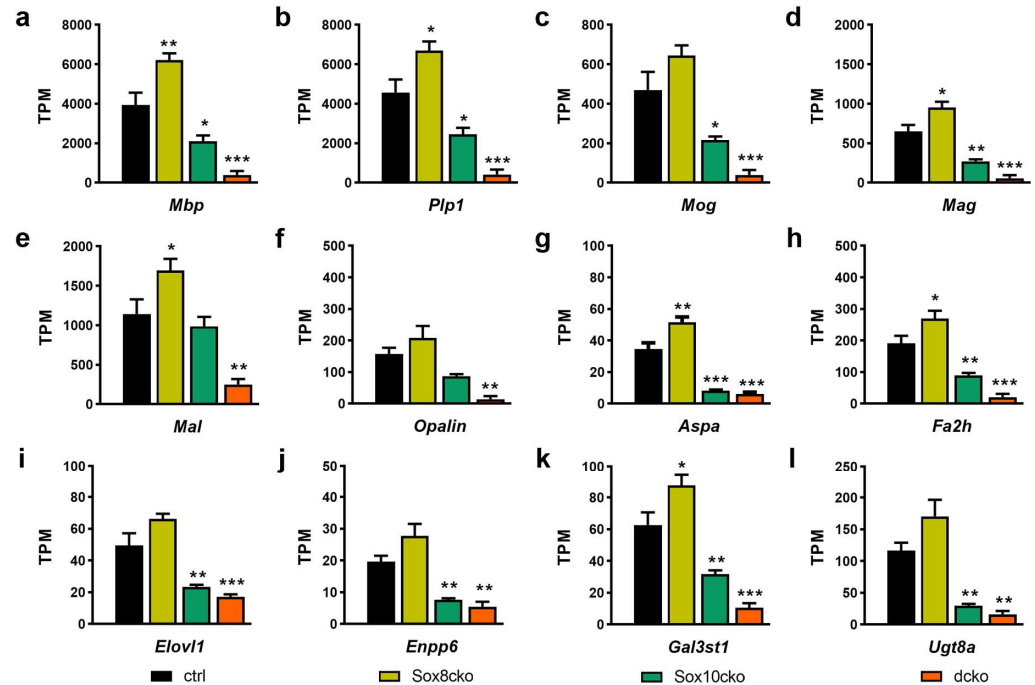 a b c d
8000 8000 800 2000
** * * 
6000 6000 600 1500
TPM TPM TPM TPM
4000 * 4000 * 400 * 1000 *
2000 2000 200 500 **
*** *** *** ***
0 0 0 0
Mbp Plp1 Mog Mag
e f g h
2000 500 100 500
*
1500 400 80 400
TPM TPM TPM TPM
1000 300 60 ** 300 *
200 40 200
500 ** 100 ** 20 *** *** 100 ** ***
0 0 0 0
Mal Opalin Aspa Fa2h
i j k l
100 50 100 * 250
80 40 80 200
TPM TPM TPM TPM
60 30 60 150
40 20 40 ** 100
20 ** *** 10 ** ** 20 *** 50 ** **
0 0 0 0
Elovl1 Enpp6 Gal3st1 Ugt8a
ctrl Sox8cko Sox10cko dcko